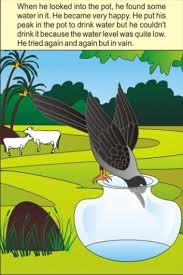 When he looked into the pot, he found some
water in it. He became very happy. He put his
peak in the pot to drink water but he couldn't
drink it because the water level was quite low.
He tried again and again but in vain.